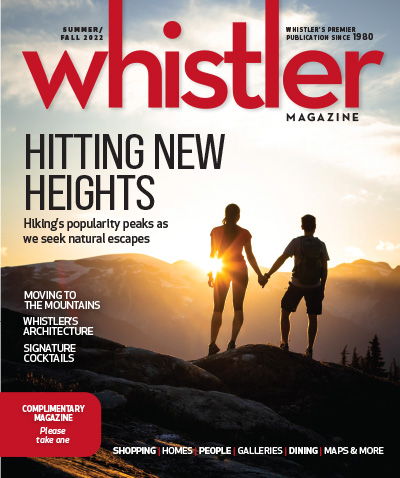 SUMMER/
FALL 2022
WHISTLER'S PREMIER
PUBLICATION SINCE 1980
whistler
MAGAZINE
HITTING NEW
HEIGHTS
Hiking's popularity peaks as
we seek natural escapes
MOVING TO
THE MOUNTAINS
WHISTLER'S
ARCHITECTURE
SIGNATURE
COCKTAILS
COMPLIMENTARY
MAGAZINE
Please
take one
SHOPPING | HOMES | PEOPLE | GALLERIES | DINING | MAPS & MORE